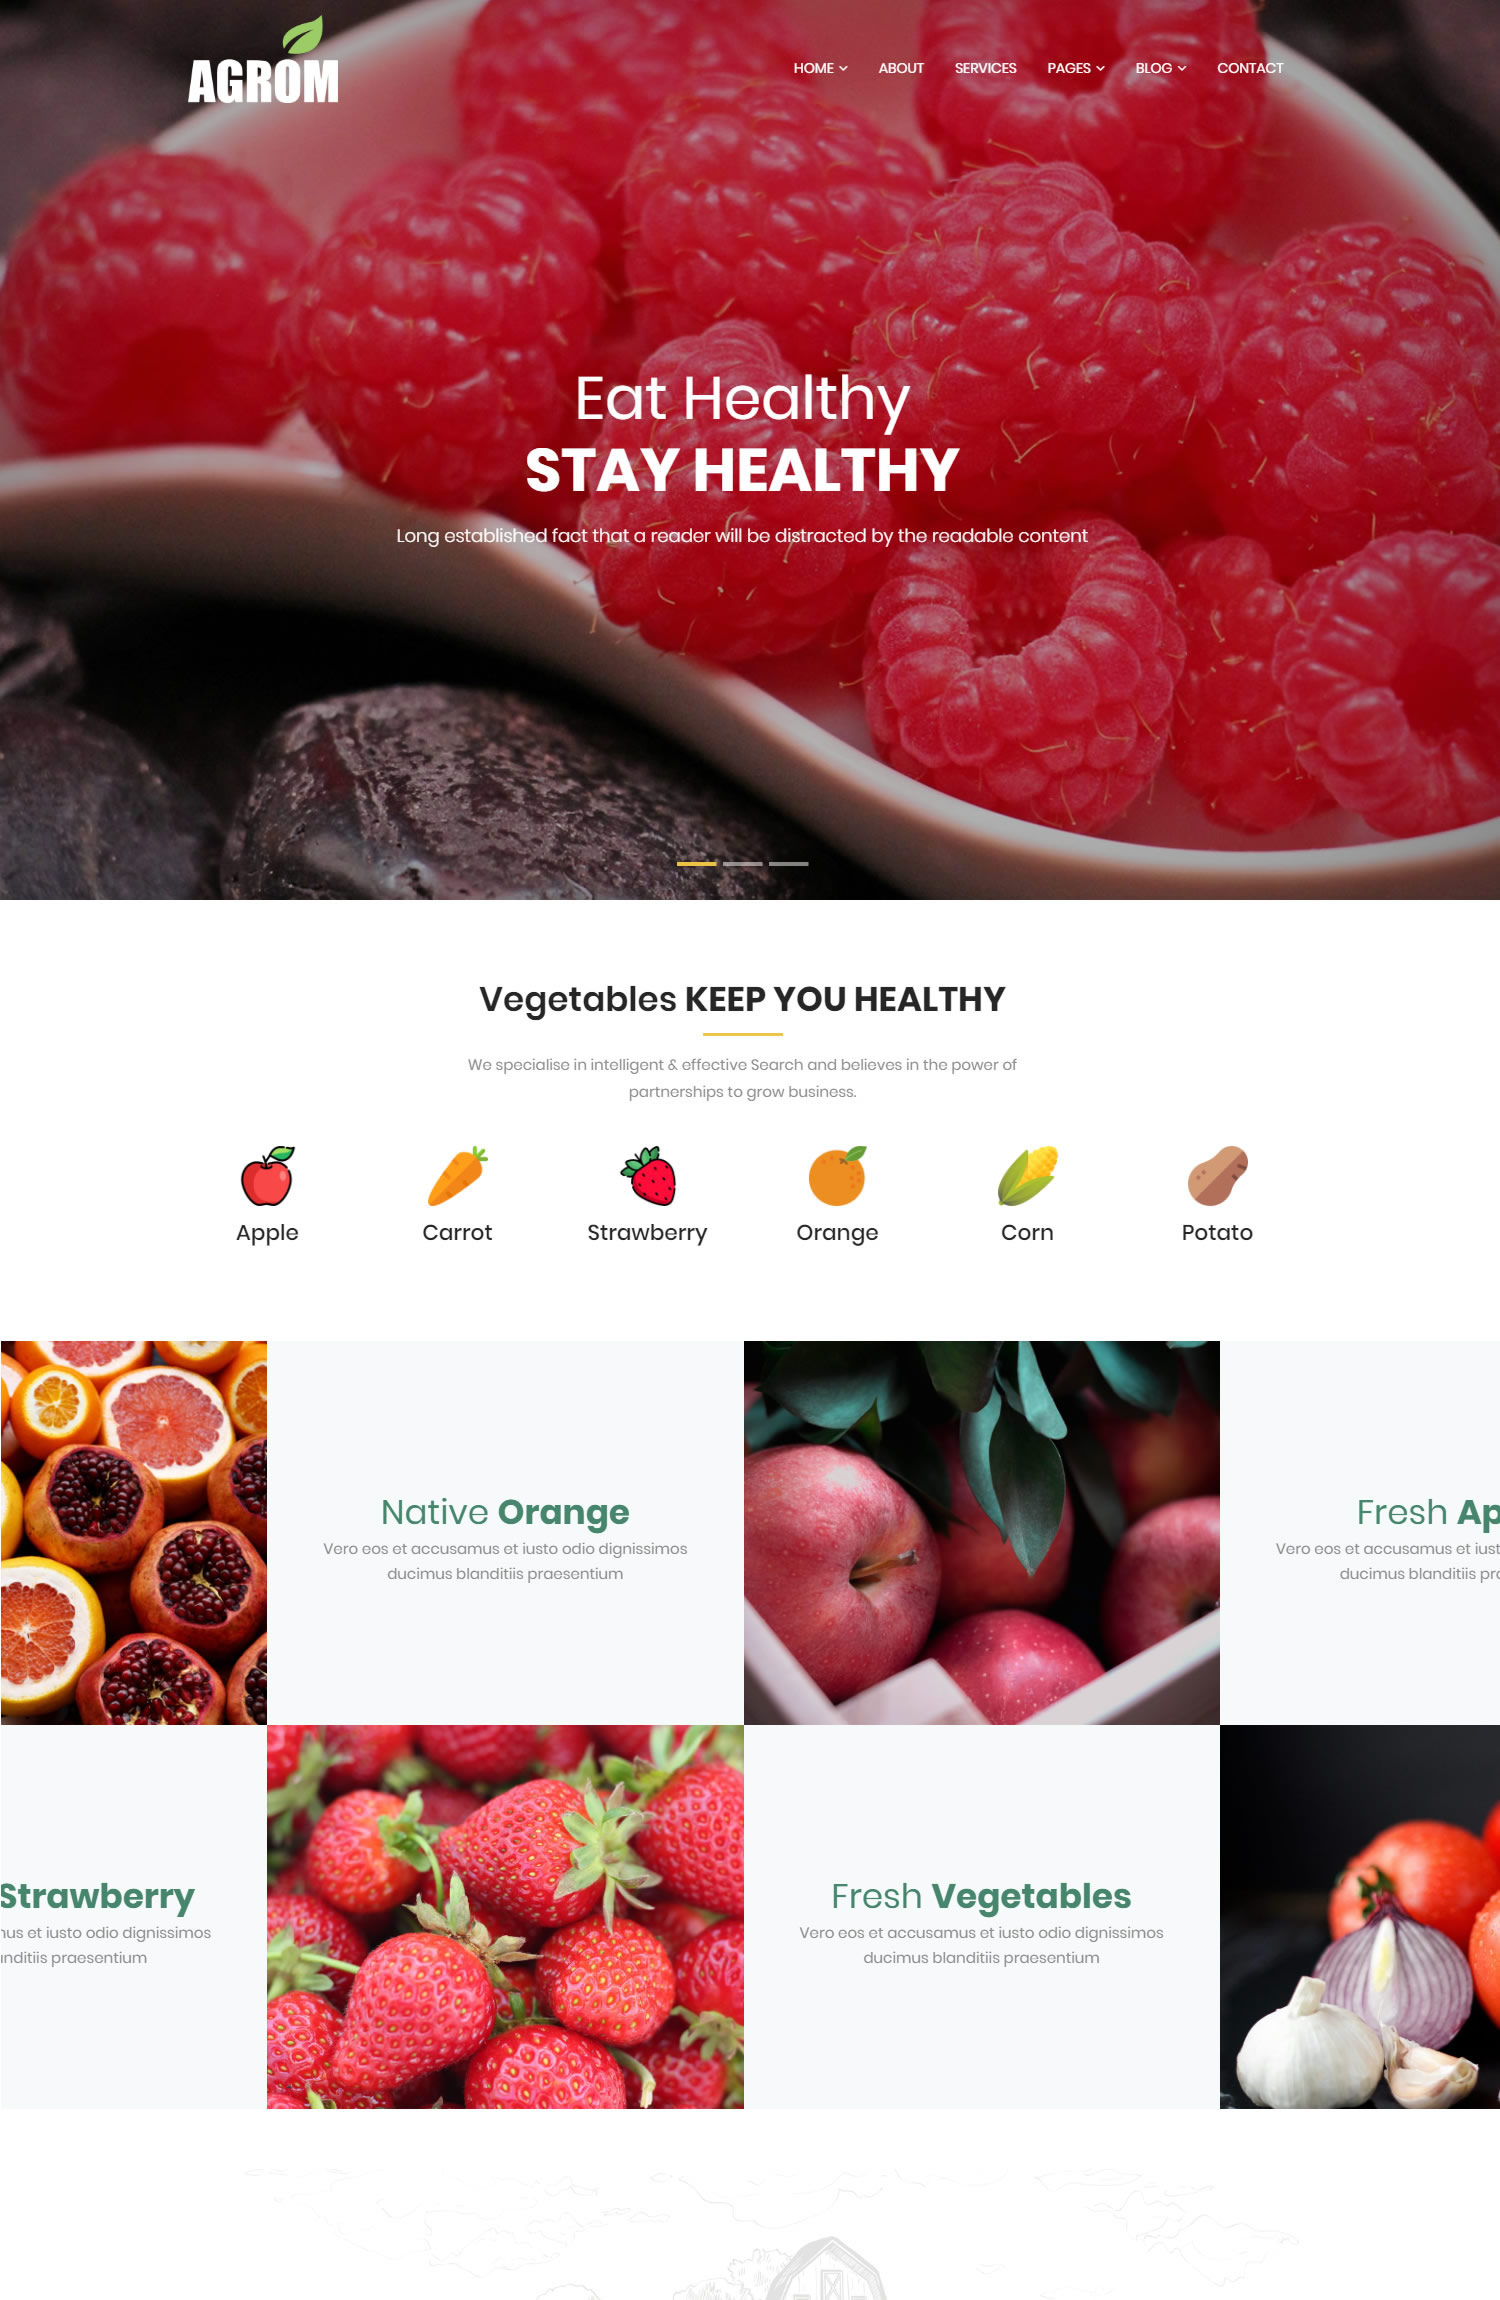 AGROM
HOME
ABOUT
SERVICES
PAGES
BLOG
CONTACT
Eat Healthy
STAY HEALTHY
Long established fact that a reader will be distracted by the readable content
Vegetables KEEP YOU HEALTHY
We specialise in intelligent & effective Search and believes in the power of
partnerships to grow business.
Apple
Carrot
Strawberry
Orange
Corn
Potato
Native Orange
Vero eos et accusamus et iusto odio dignissimos
ducimus blanditiis praesentium
Fresh Ap
Vero eos et accusamus et iust
ducimus blanditiis pra
Strawberry
mus et iusto odio dignissimos
anditiis praesentium
Fresh Vegetables
Vero eos et accusamus et iusto odio dignissimos
ducimus blanditiis praesentium